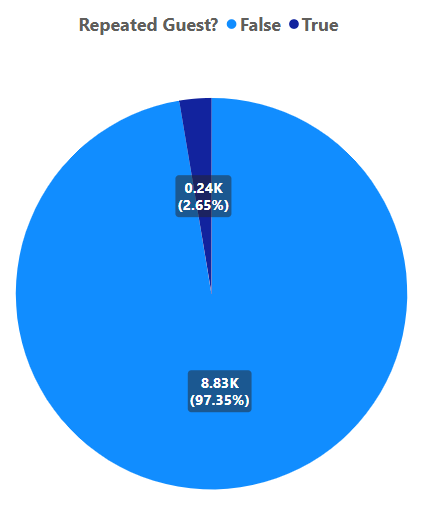 Repeated Guest? False True
0.24K
(2.65%)
8.83K
(97.35%)